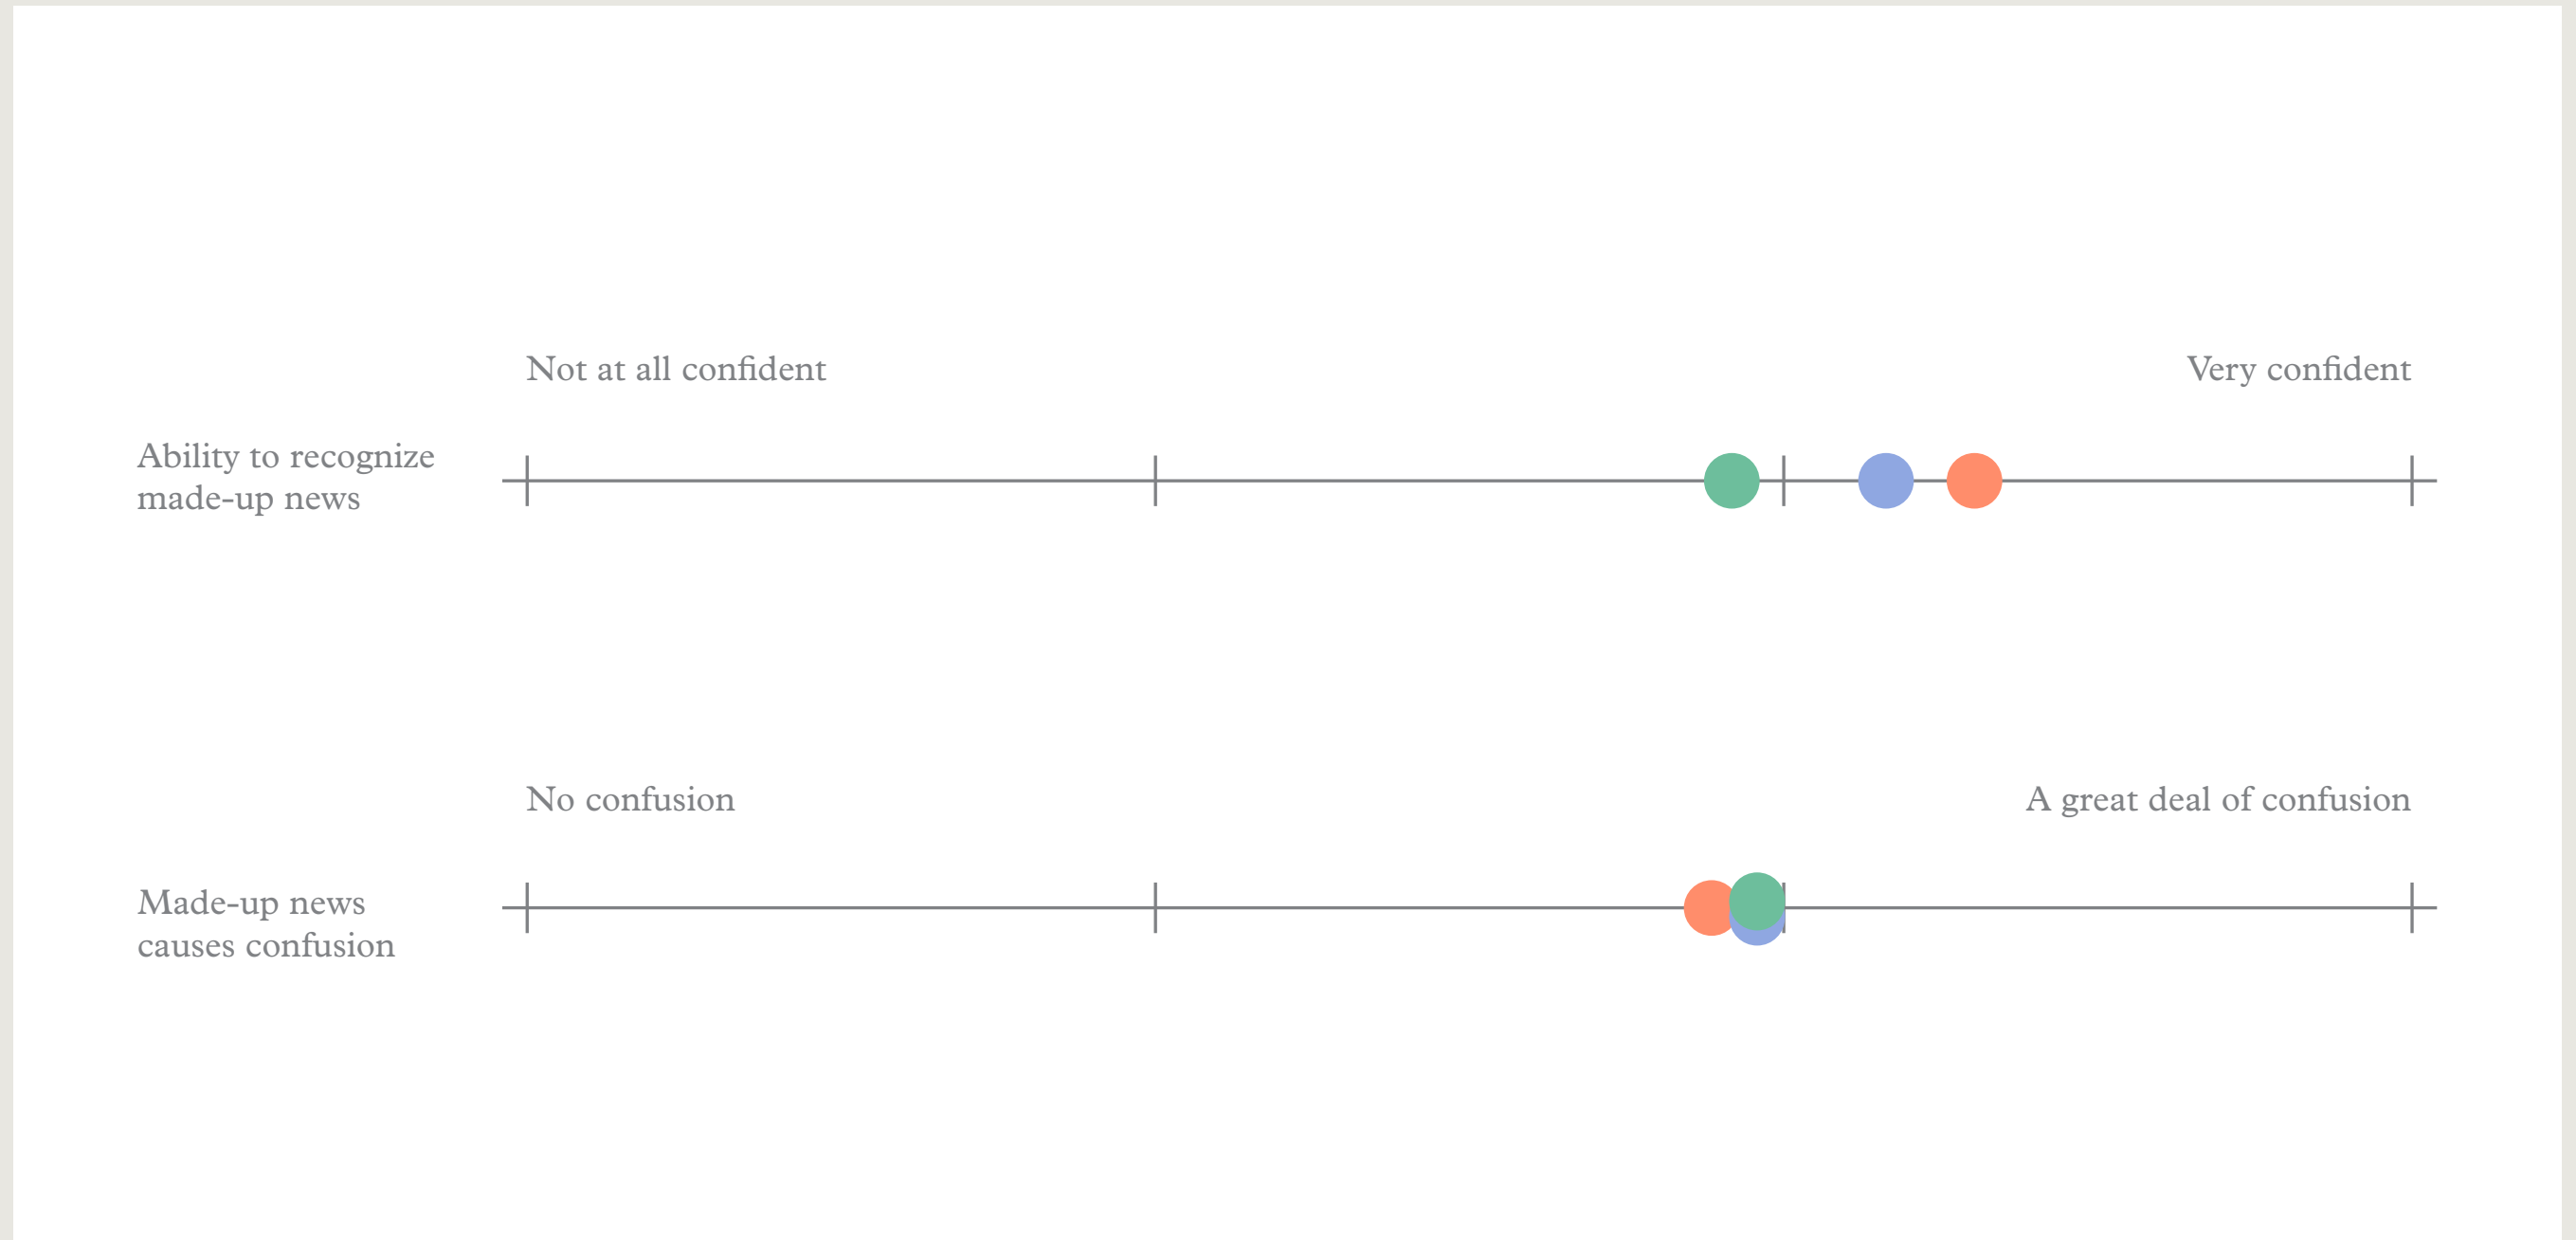 Not at all confident
Very confident
Ability to recognize
made-up news
No confusion
A great deal of confusion
Made-up news
causes confusion